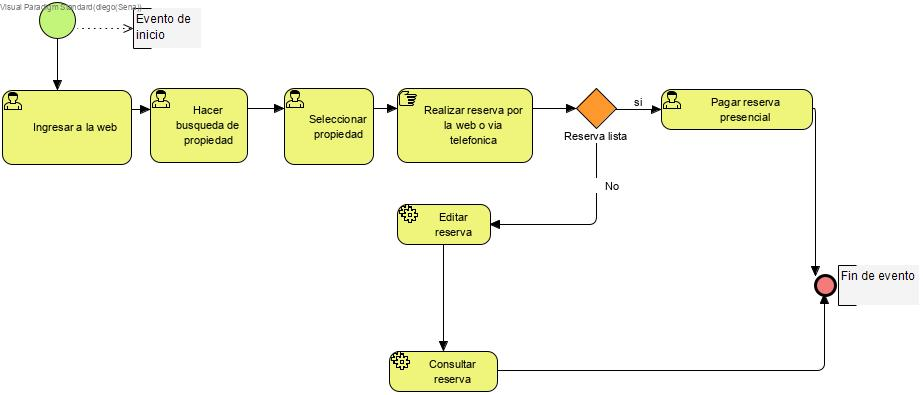 Visual Paradigm Standard(diego(Sena))
Evento de
inicio
Ingresar a la web
Hacer
busqueda de
propiedad
Seleccionar
propiedad
Realizar reserva por
la web o via
telefonica
Reserva lista
si
Pagar reserva
presencial
No
Editar
reserva
Fin de evento
Consultar
reserva